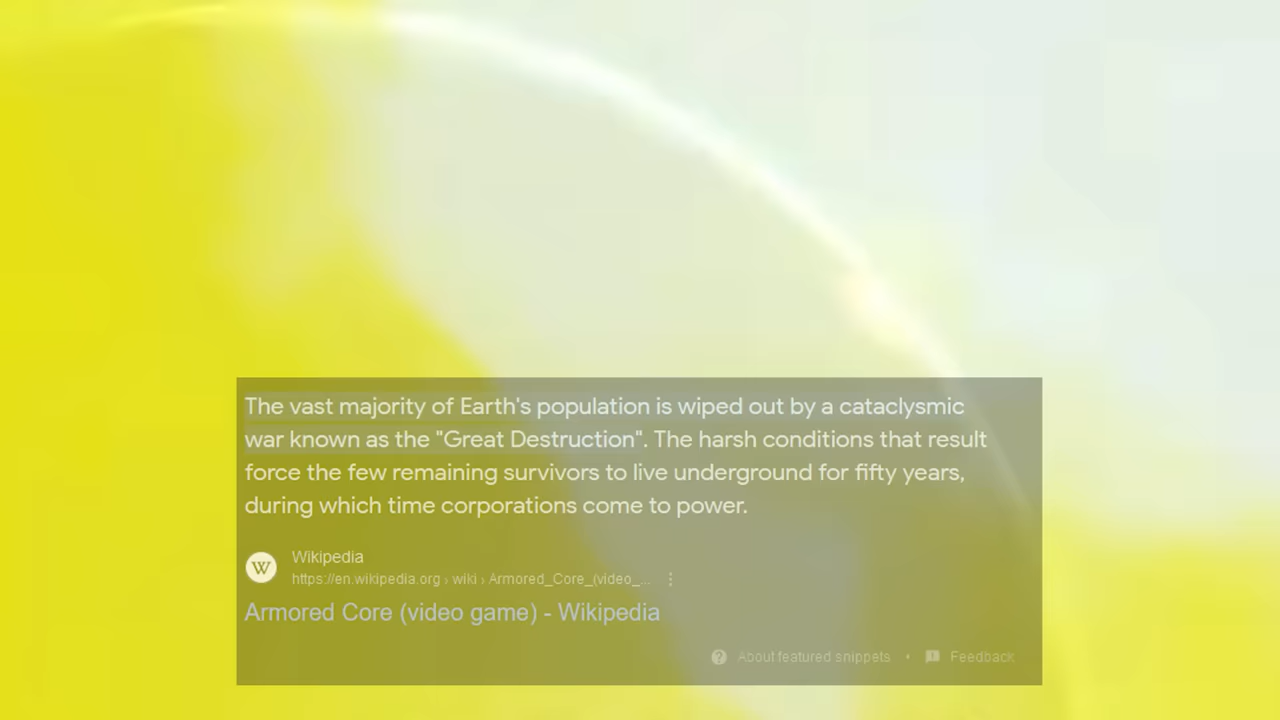 The vast majority of Earth's population is wiped out by a cataclysmic
war known as the "Great Destruction". The harsh conditions that result
force the few remaining survivors to live underground for fifty years,
during which time corporations come to power.
W
Wikipedia
https://en.wikipedia.org › wiki › Armored_Core_(video_...
Armored Core (video game) - Wikipedia
About featured snippets • Feedback